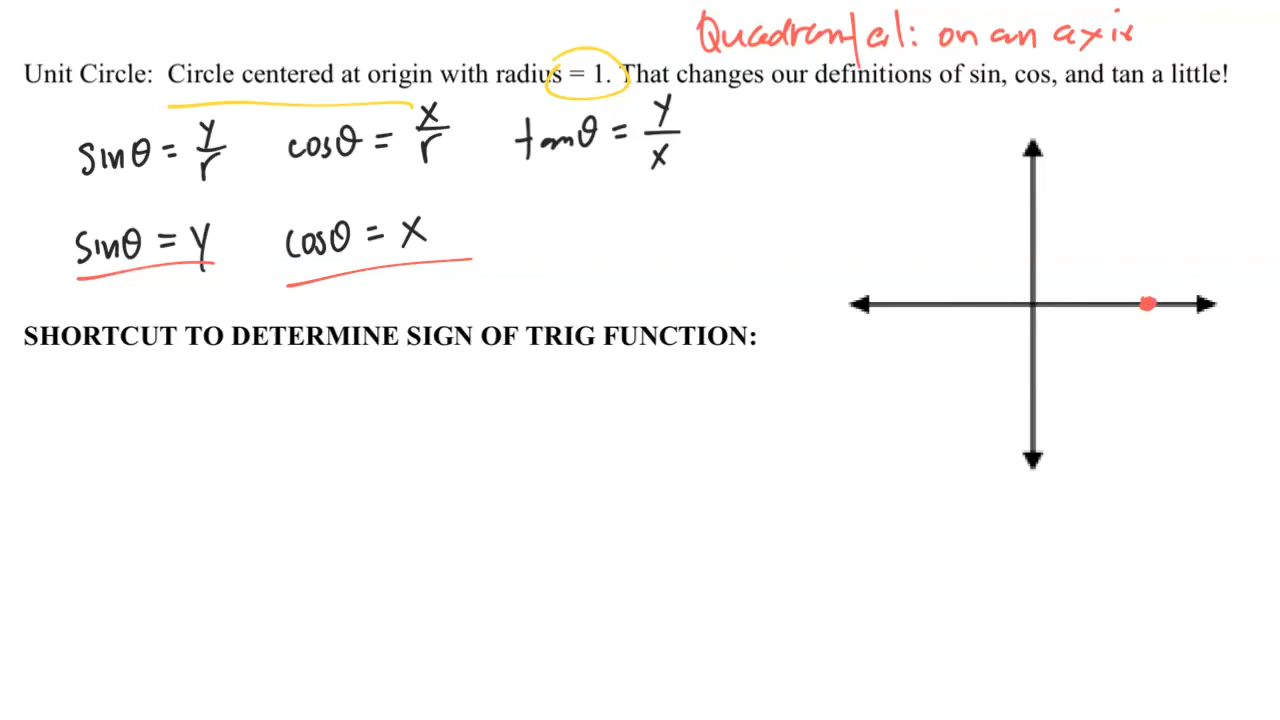 Quadrantal: on an axis
Unit Circle: Circle centered at origin with radius = 1. That changes our definitions of sin, cos, and tan a little!
sinθ = y/r cosθ = x/r tanθ = y/x
sinθ = y cosθ = x
SHORTCUT TO DETERMINE SIGN OF TRIG FUNCTION: